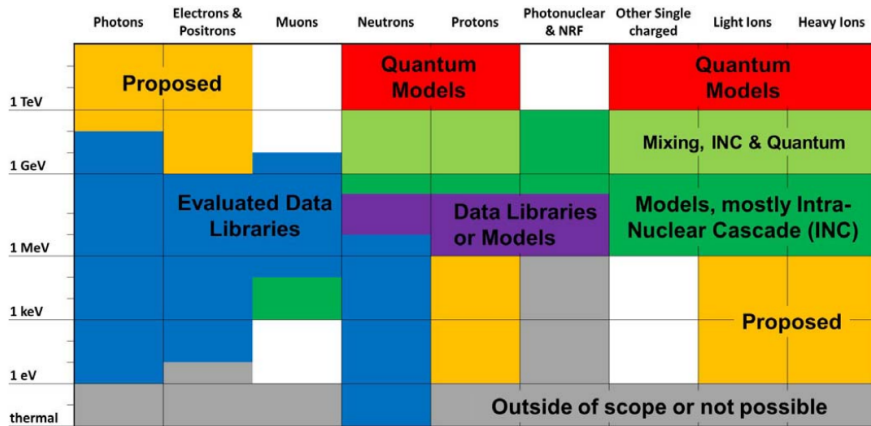 Photons
Electrons &
Positrons
Muons
Neutrons
Protons
Photonuclear
& NRF
Other Single
charged
Light Ions
Heavy Ions
Proposed
Quantum
Models
Quantum
Models
1 TeV
Mixing, INC & Quantum
1 GeV
Evaluated Data
Libraries
Data Libraries
or Models
Models, mostly Intra-
Nuclear Cascade (INC)
1 MeV
1 keV
Proposed
1 eV
Outside of scope or not possible
thermal